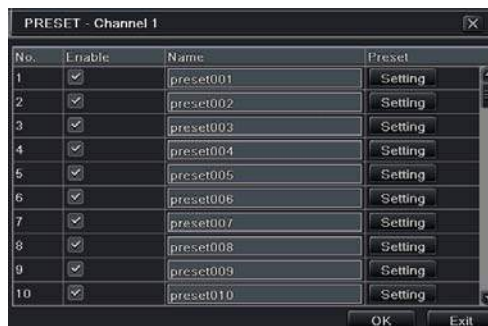 PRESET - Channel 1
No. Enable Name Preset
1 preset001 Setting
2 preset002 Setting
3 preset003 Setting
4 preset004 Setting
5 preset005 Setting
6 preset006 Setting
7 preset007 Setting
8 preset008 Setting
9 preset009 Setting
10 preset010 Setting
OK Exit